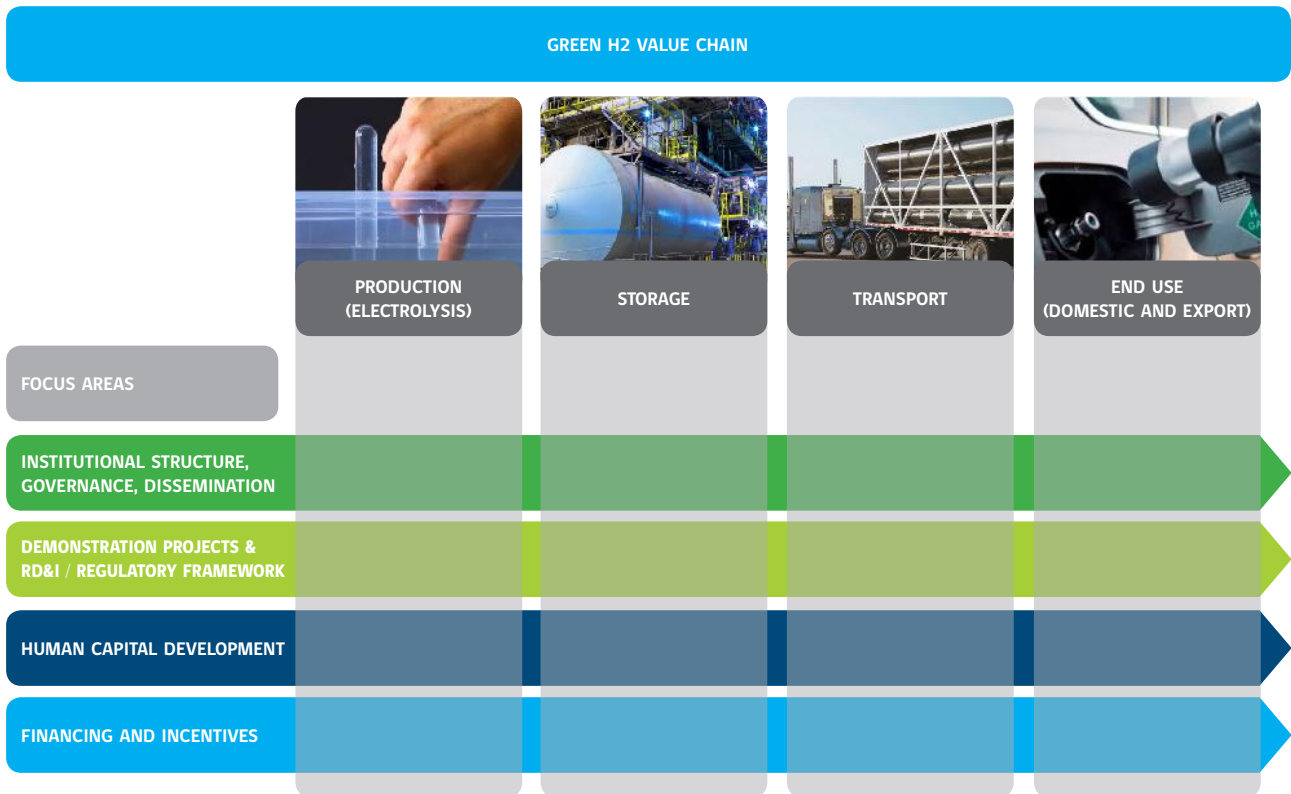 GREEN H2 VALUE CHAIN
PRODUCTION
(ELECTROLYSIS)
STORAGE
TRANSPORT
END USE
(DOMESTIC AND EXPORT)
FOCUS AREAS
INSTITUTIONAL STRUCTURE,
GOVERNANCE, DISSEMINATION
DEMONSTRATION PROJECTS &
RD&I / REGULATORY FRAMEWORK
HUMAN CAPITAL DEVELOPMENT
FINANCING AND INCENTIVES